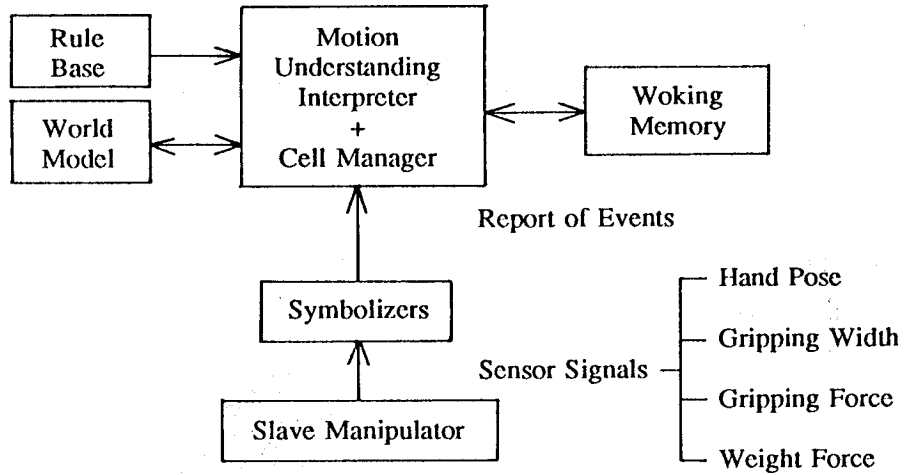 Rule
Base
World
Model
Motion
Understanding
Interpreter
+
Cell Manager
Woking
Memory
Report of Events
Symbolizers
Slave Manipulator
Sensor Signals
Hand Pose
Gripping Width
Gripping Force
Weight Force